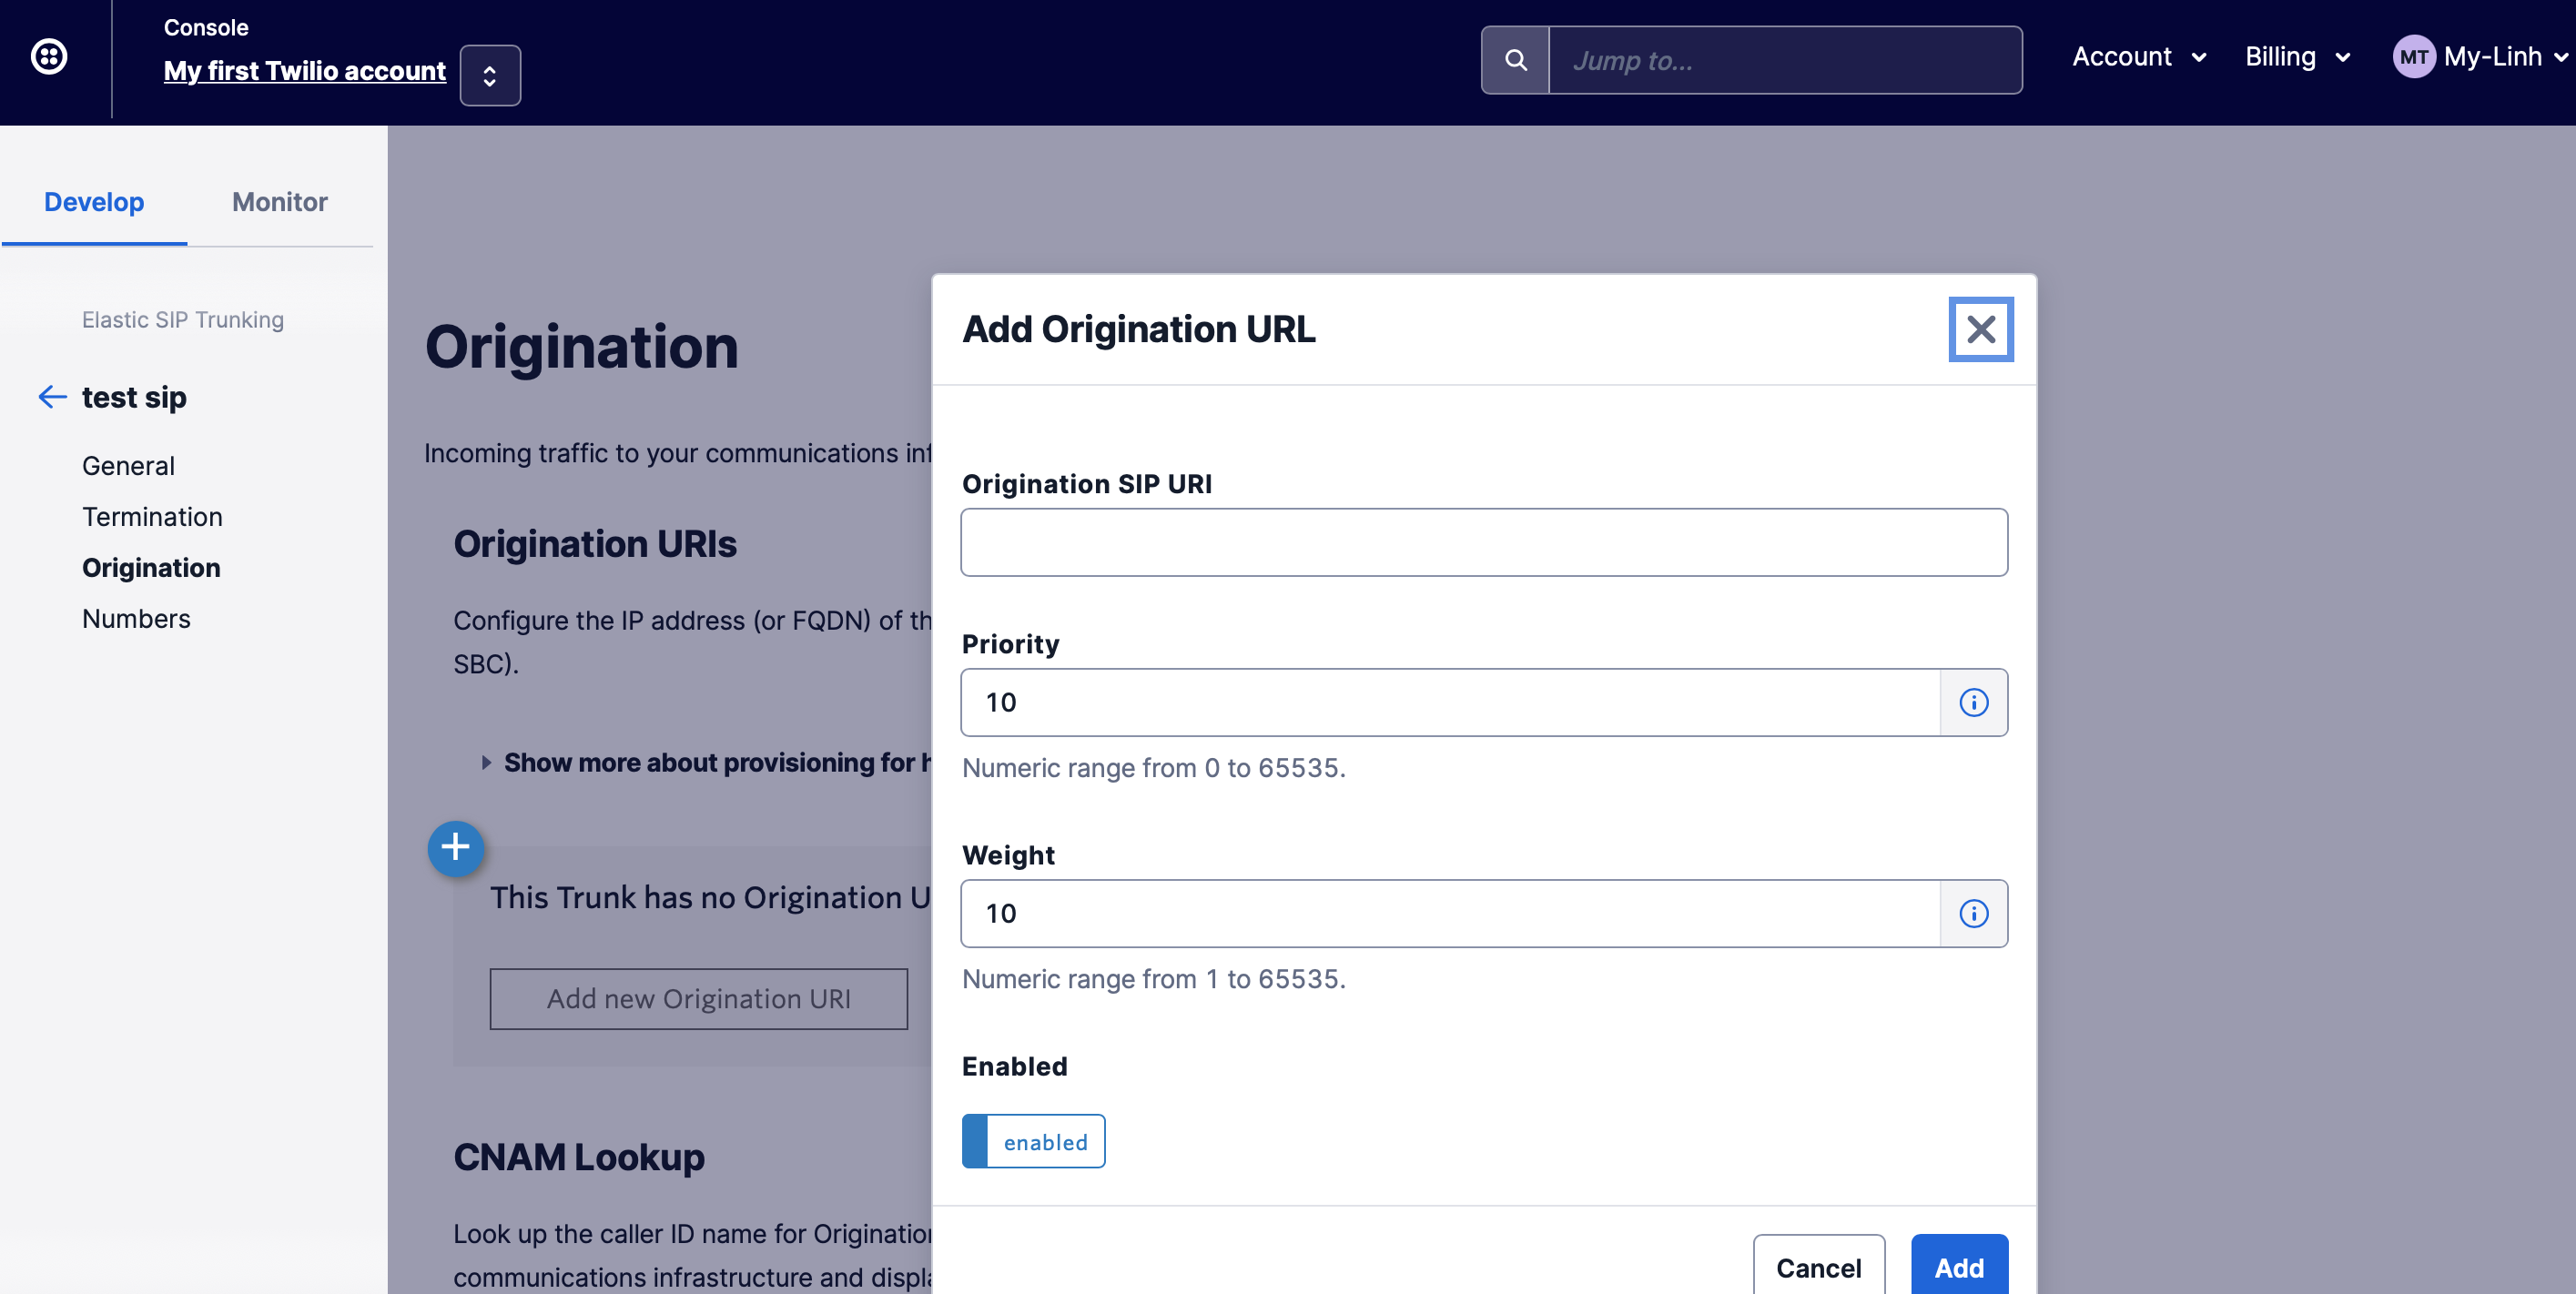 Console
My first Twilio account
Jump to...
Account
Billing
MT
My-Linh
Develop
Monitor
Elastic SIP Trunking
test sip
General
Termination
Origination
Numbers
Origination
Incoming traffic to your communications
Origination URIs
Configure the IP address (or FQDN) of
SBC).
Show more about provisioning for
This Trunk has no Origination
Add new Origination URI
CNAM Lookup
Look up the caller ID name for
communications infrastructure and
Add Origination URL
Origination SIP URI
Priority
10
Numeric range from 0 to 65535.
Weight
10
Numeric range from 1 to 65535.
Enabled
enabled
Cancel
Add